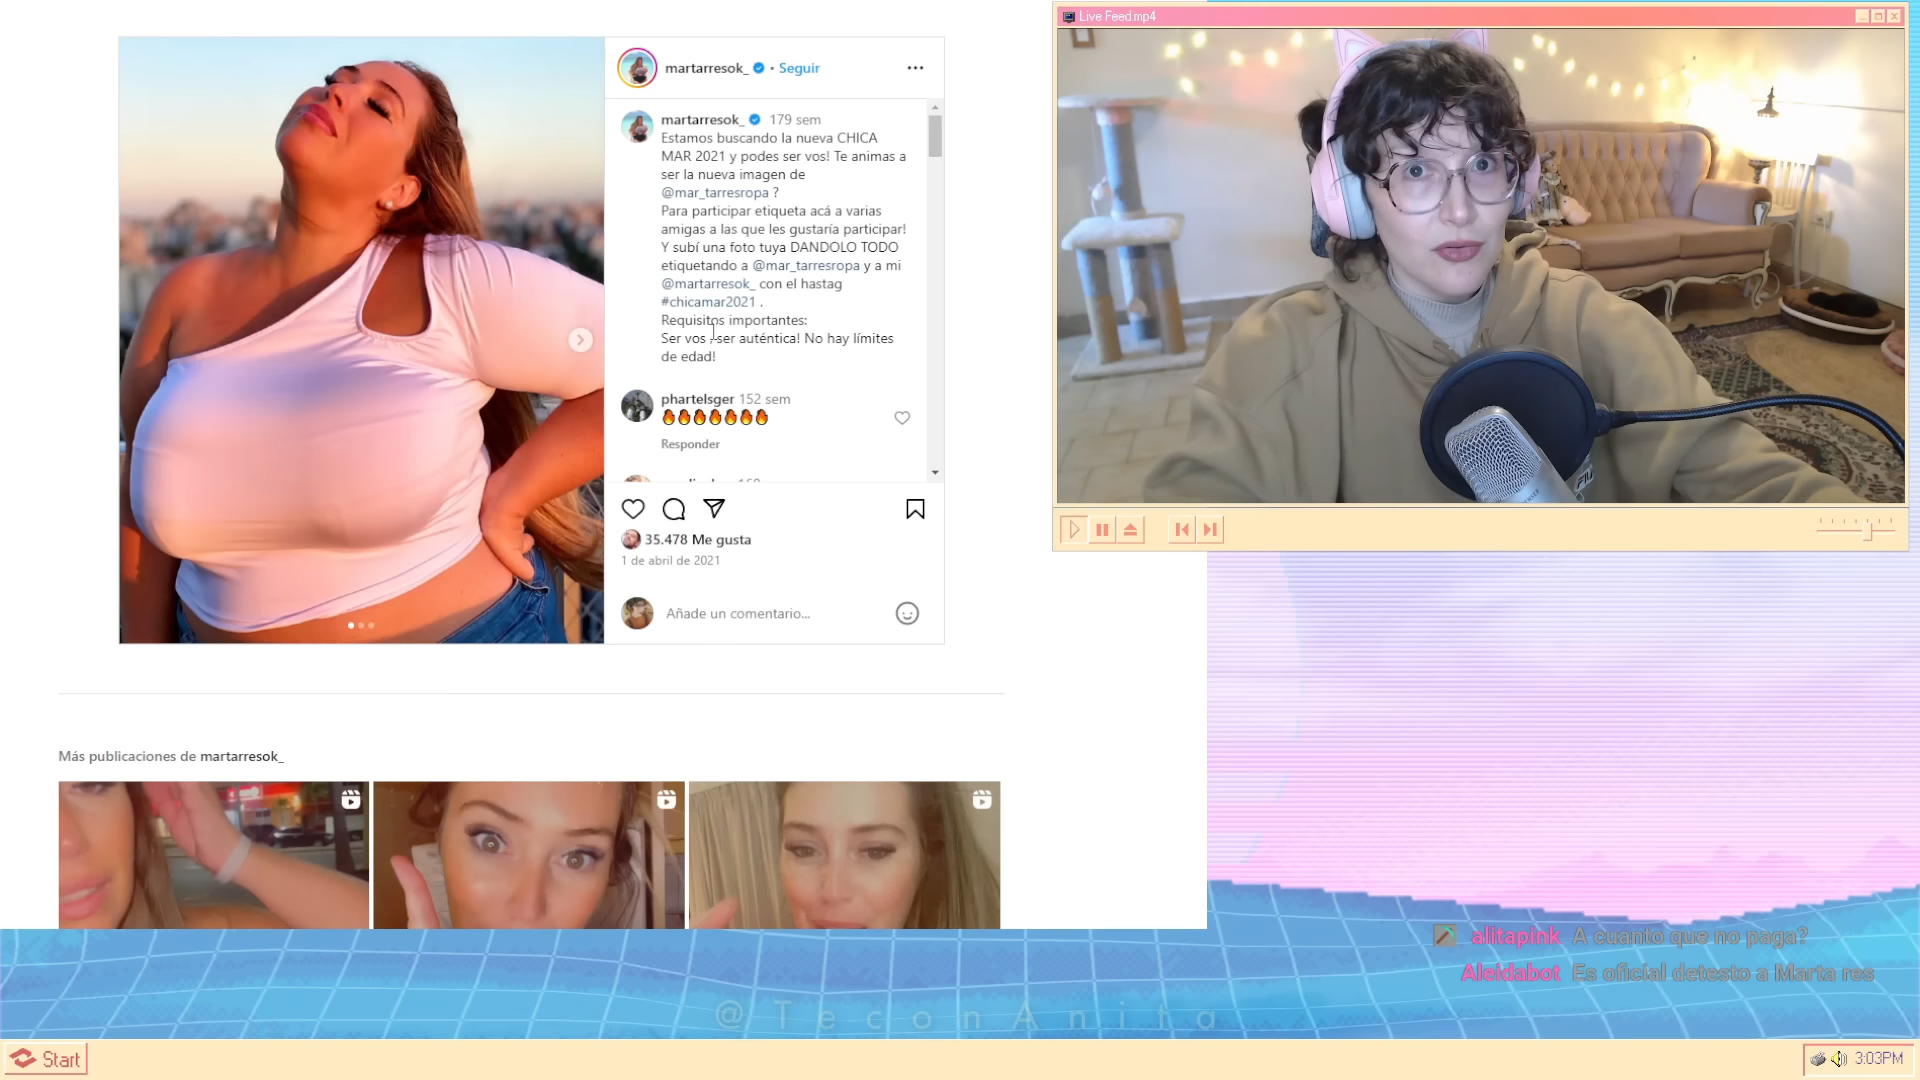 martarresok_ • Seguir
martarresok_ 179 sem
Estamos buscando la nueva CHICA
MAR 2021 y podes ser vos! Te animas a
ser la nueva imagen de
@mar_tarresropa ?
Para participar etiqueta acá a varias
amigas a las que les gustaría participar!
Y subí una foto tuya DANDOLO TODO
etiquetando a @mar_tarresropa y a mi
@martarresok_ con el hastag
#chicamar2021 .
Requisitos importantes:
Ser vos , ser auténtica! No hay límites
de edad!
phartelsger 152 sem
🔥🔥🔥🔥🔥🔥🔥
Responder
35.478 Me gusta
1 de abril de 2021
Añade un comentario...
Más publicaciones de martarresok_
Live Feed.mp4
alitapink A cuánto que no paga?
Aleidabot Es oficial detesto a Marta res
@TeconAnita
Start
3:03PM